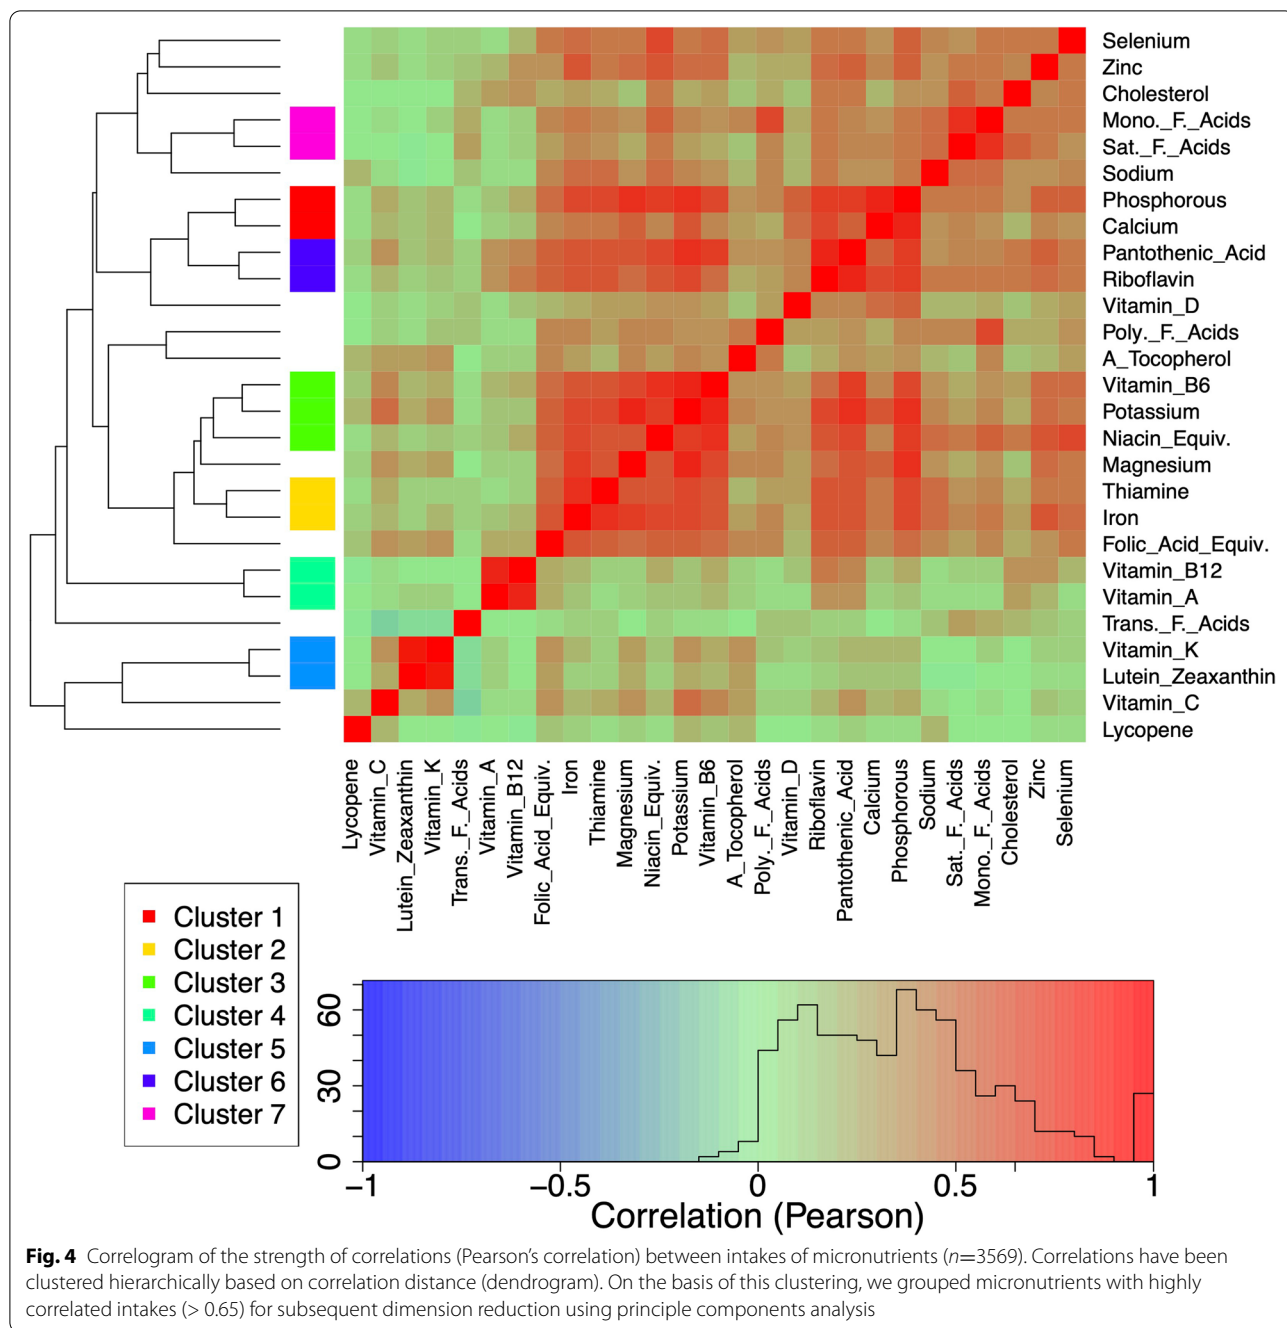 Selenium
Zinc
Cholesterol
Mono._F._Acids
Sat._F._Acids
Sodium
Phosphorous
Calcium
Pantothenic_Acid
Riboflavin
Vitamin_D
Poly._F._Acids
A_Tocopherol
Vitamin_B6
Potassium
Niacin_Equiv.
Magnesium
Thiamine
Iron
Folic_Acid_Equiv.
Vitamin_B12
Vitamin_A
Trans._F._Acids
Vitamin_K
Lutein_Zeaxanthin
Vitamin_C
Lycopene
Lycopene
Vitamin_C
Lutein_Zeaxanthin
Vitamin_K
Trans._F._Acids
Vitamin_A
Vitamin_B12
Folic_Acid_Equiv.
Iron
Thiamine
Magnesium
Niacin_Equiv.
Potassium
Vitamin_B6
A_Tocopherol
Poly._F._Acids
Vitamin_D
Riboflavin
Pantothenic_Acid
Calcium
Phosphorous
Sodium
Sat._F._Acids
Mono._F._Acids
Cholesterol
Zinc
Selenium
Cluster 1
Cluster 2
Cluster 3
Cluster 4
Cluster 5
Cluster 6
Cluster 7
60
30
0
−1 −0.5 0 0.5 1
Correlation (Pearson)
Fig. 4 Correlogram of the strength of correlations (Pearson's correlation) between intakes of micronutrients (n=3569). Correlations have been
clustered hierarchically based on correlation distance (dendrogram). On the basis of this clustering, we grouped micronutrients with highly
correlated intakes (> 0.65) for subsequent dimension reduction using principle components analysis